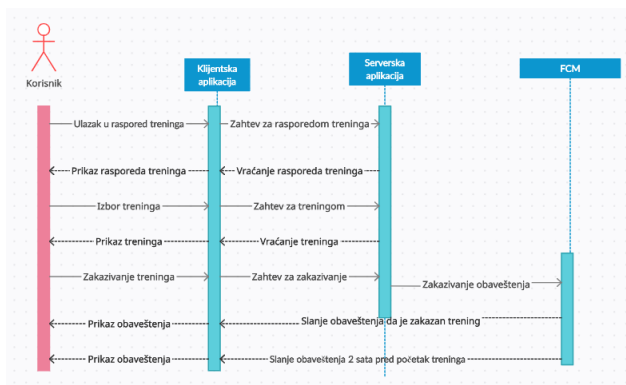 Korisnik
Klijentska
aplikacija
Serverska
aplikacija
FCM
Ulazak u raspored treninga
Zahtev za rasporedom treninga
Prikaz rasporeda treninga
Vraćanje rasporeda treninga
Izbor treninga
Zahtev za treningom
Prikaz treninga
Vraćanje treninga
Zakazivanje treninga
Zahtev za zakazivanje
Zakazivanje obaveštenja
Prikaz obaveštenja
Slanje obaveštenja da je zakazan trening
Prikaz obaveštenja
Slanje obaveštenja 2 sata pred početak treninga